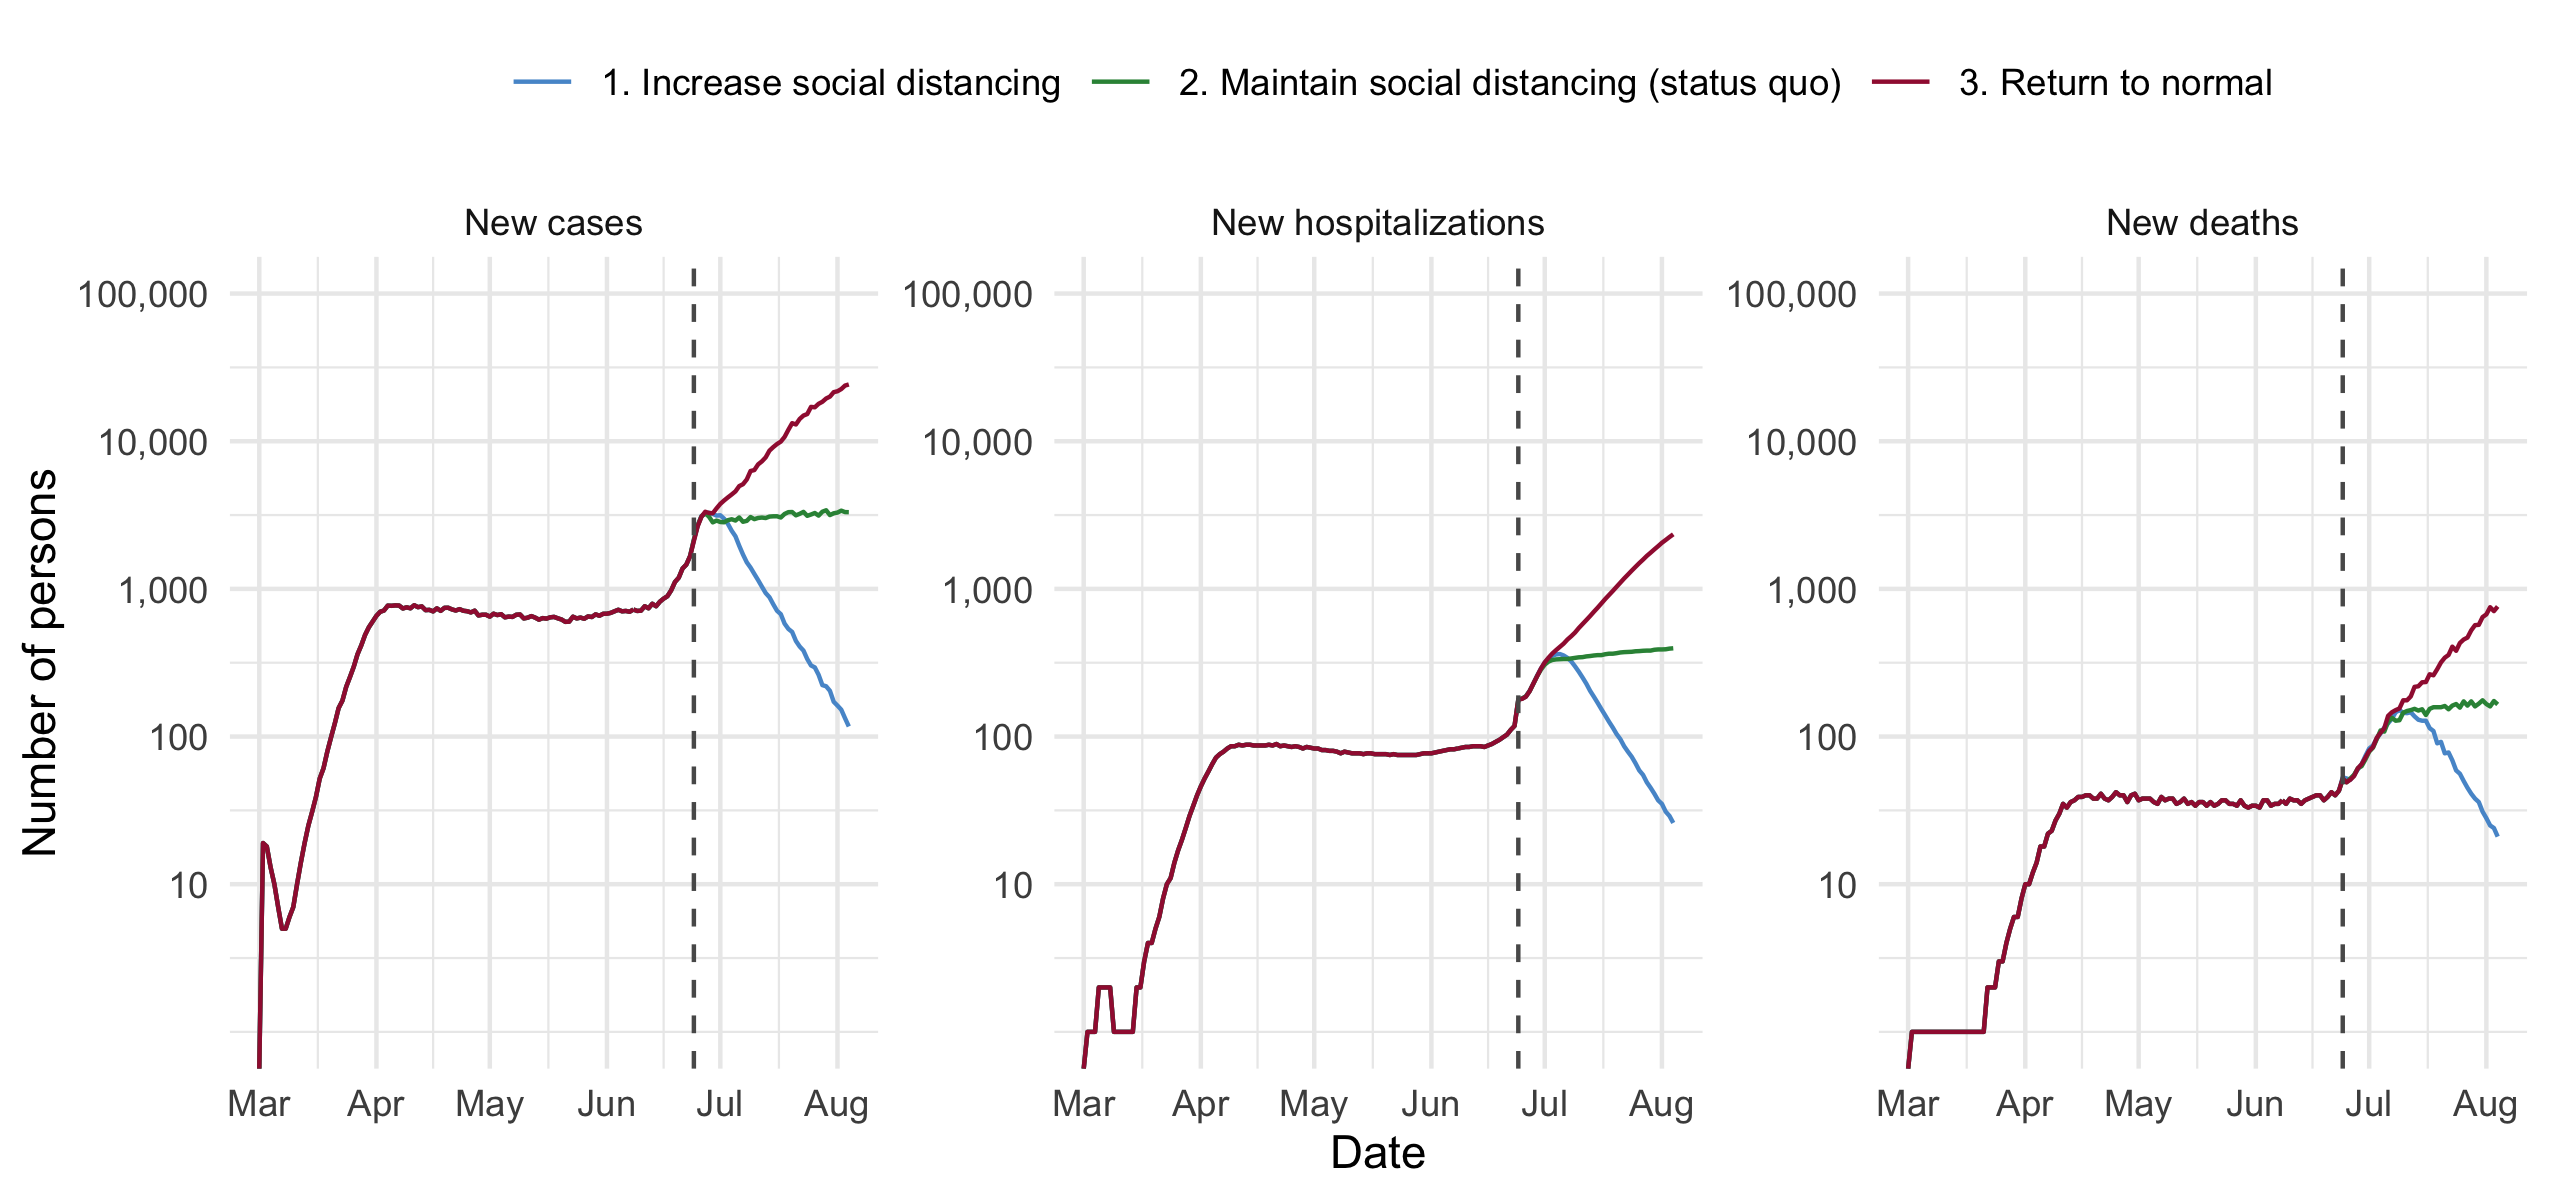 1. Increase social distancing 2. Maintain social distancing (status quo) 3. Return to normal
New cases New hospitalizations New deaths
Number of persons
100,000 100,000 100,000
10,000 10,000 10,000
1,000 1,000 1,000
100 100 100
10 10 10
Mar Apr May Jun Jul Aug Mar Apr May Jun Jul Aug Mar Apr May Jun Jul Aug
Date